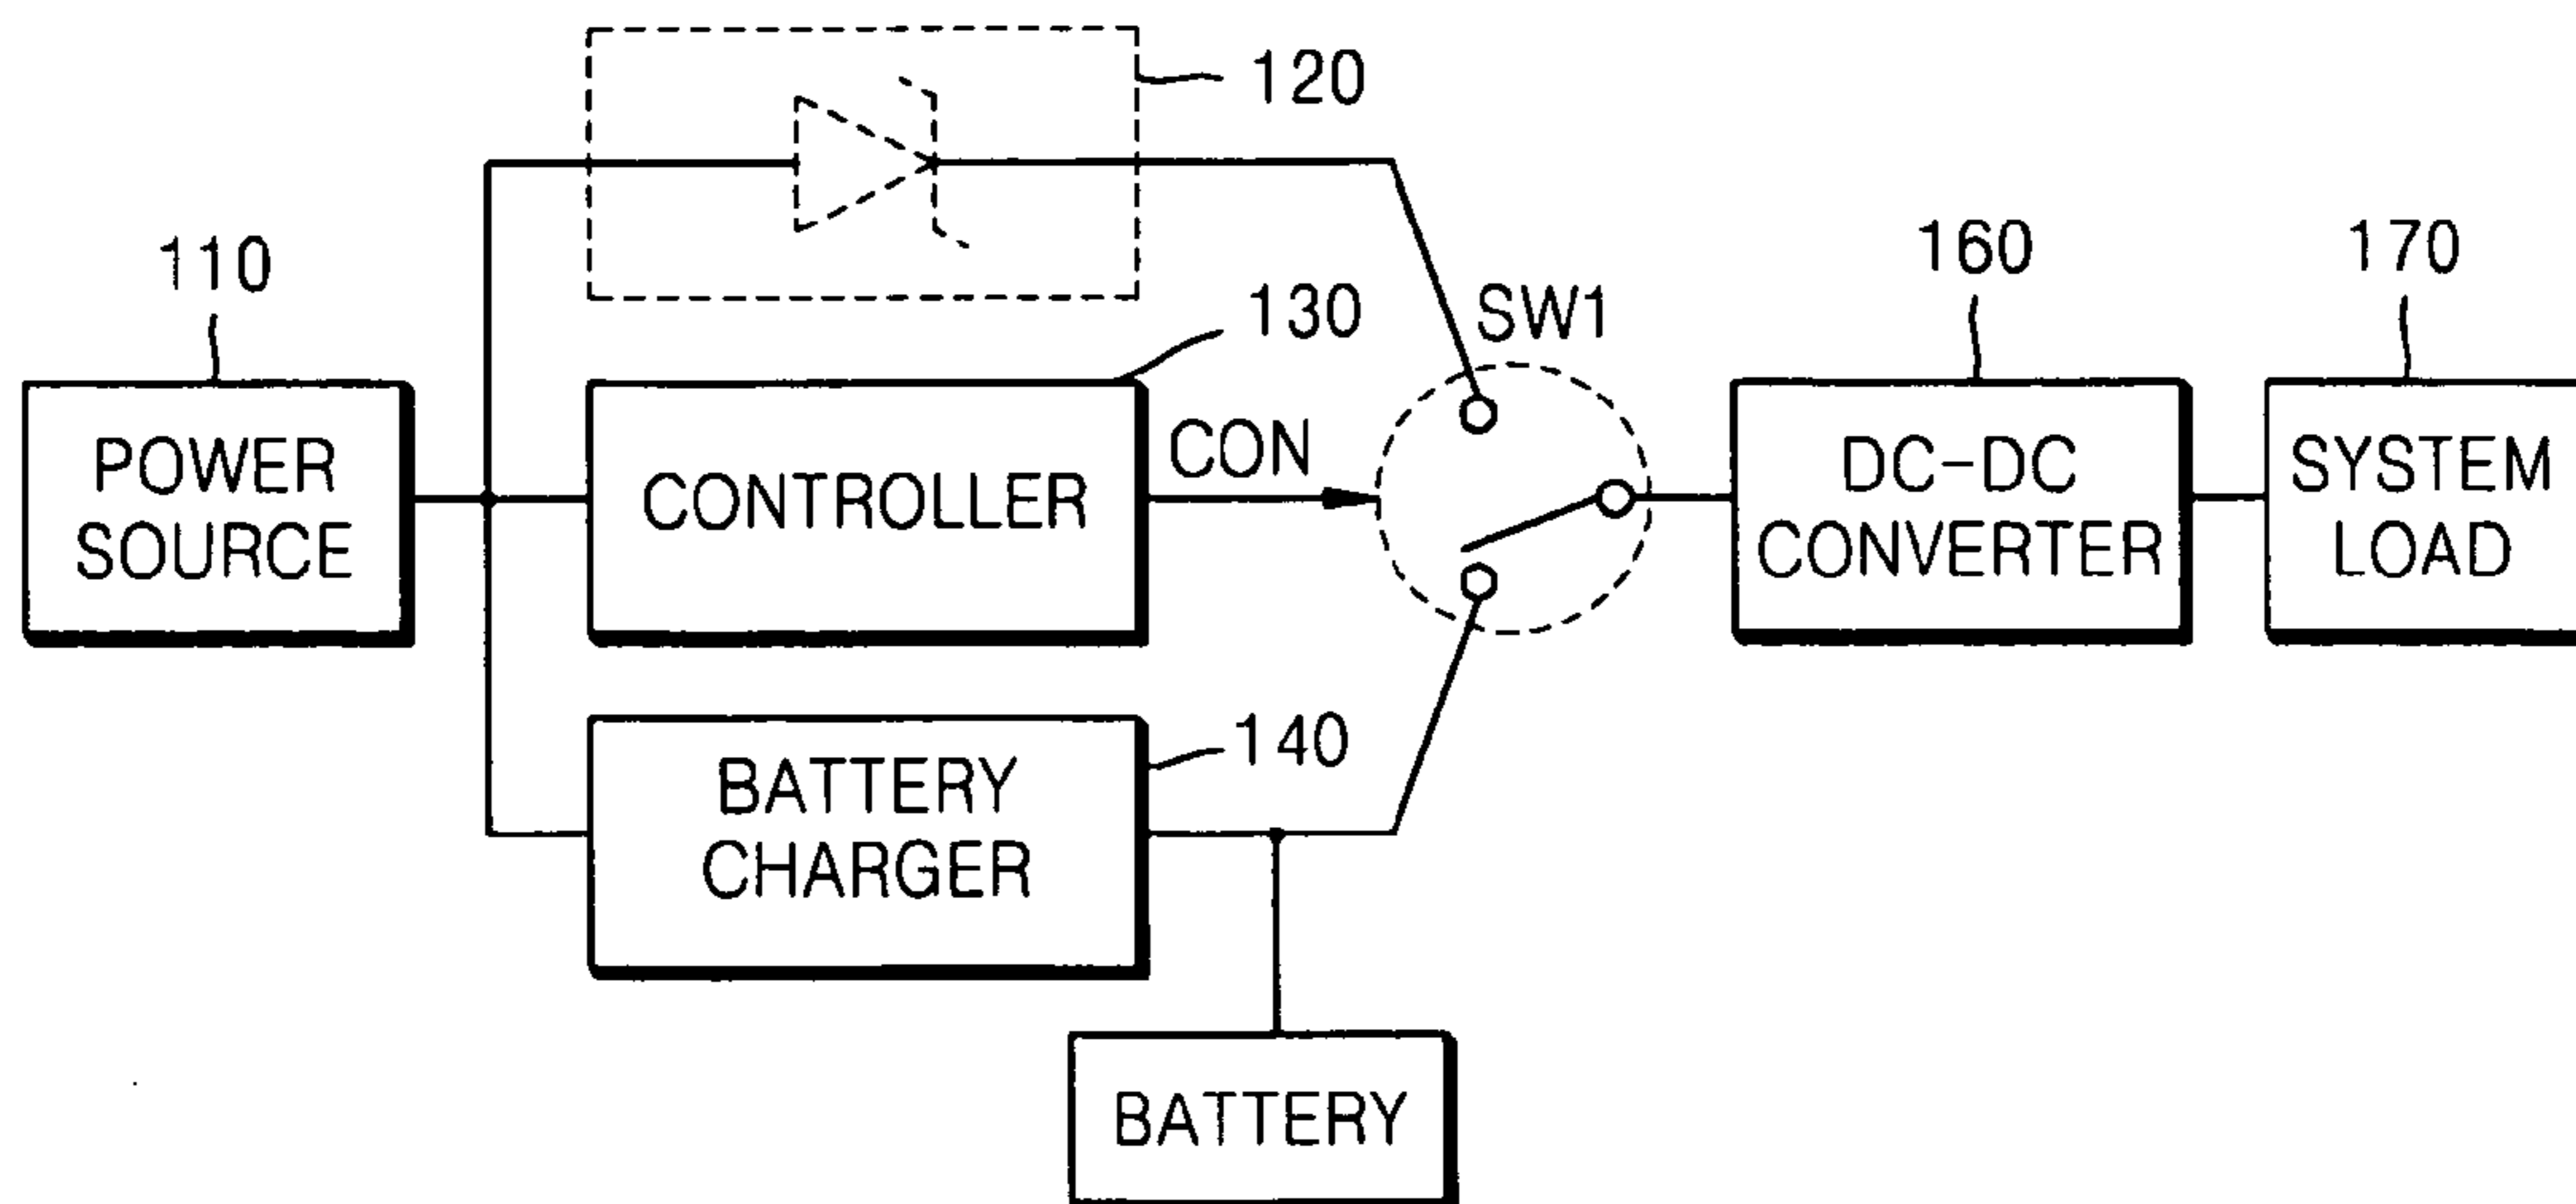 120
110
130
SW1
160
170
POWER
SOURCE
CONTROLLER
CON
DC-DC
CONVERTER
SYSTEM
LOAD
140
BATTERY
CHARGER
BATTERY